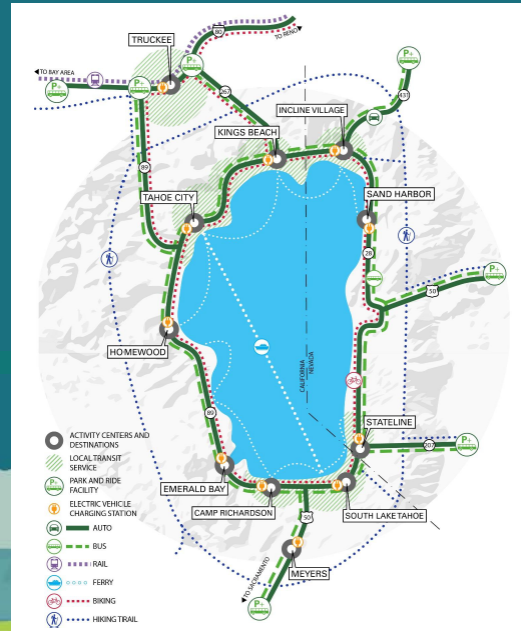 TRUCKEE
80
TO RENO
TO BAY AREA
P+
P+
P+
P+
267
431
INCLINE VILLAGE
KINGS BEACH
89
TAHOE CITY
SAND HARBOR
28
P+
50
HOMEWOOD
CALIFORNIA
NEVADA
89
STATELINE
207
P+
EMERALD BAY
CAMP RICHARDSON
SOUTH LAKE TAHOE
50
MEYERS
TO SACRAMENTO
P+
ACTIVITY CENTERS AND
DESTINATIONS
LOCAL TRANSIT
SERVICE
P+
PARK AND RIDE
FACILITY
ELECTRIC VEHICLE
CHARGING STATION
AUTO
BUS
RAIL
FERRY
BIKING
HIKING TRAIL